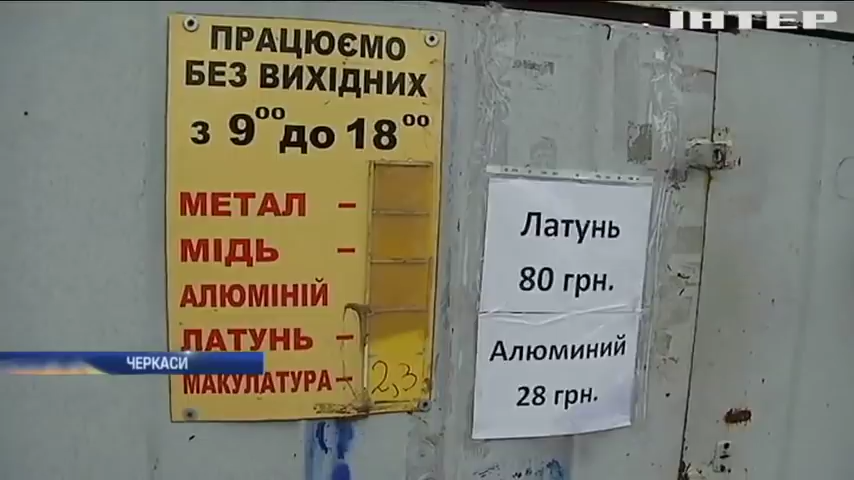 ІНТЕР
ПРАЦЮЄМО
БЕЗ ВИХІДНИХ
З 9⁰⁰ ДО 18⁰⁰
МЕТАЛ –
МІДЬ –
АЛЮМІНІЙ
ЛАТУНЬ –
МАКУЛАТУРА – 2,3
Латунь
80 грн.
Алюминий
28 грн.
ЧЕРКАСИ